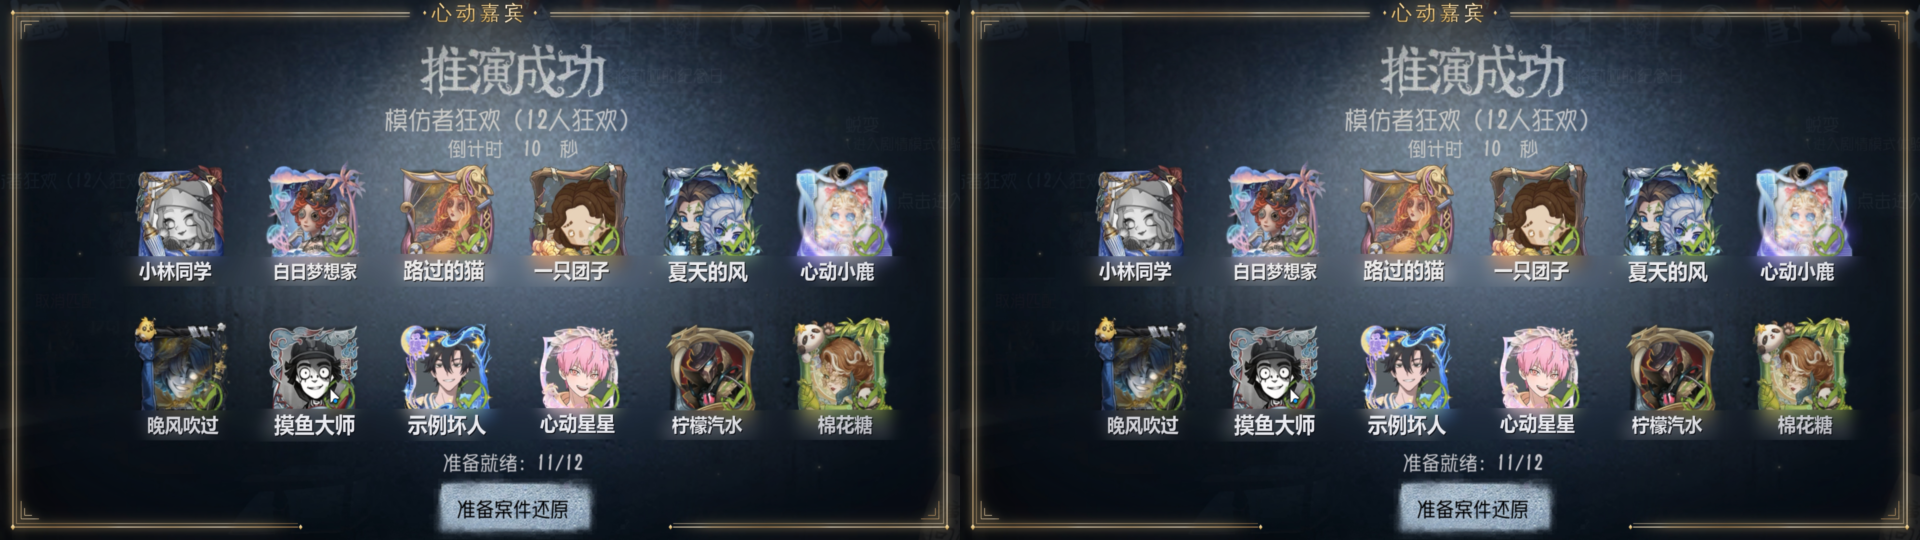 ·心动嘉宾·
推演成功
模仿者狂欢（12人狂欢）
倒计时 10 秒
小林同学 白日梦想家 路过的猫 一只团子 夏天的风 心动小鹿
晚风吹过 摸鱼大师 示例坏人 心动星星 柠檬汽水 棉花糖
准备就绪：11/12
准备案件还原
·心动嘉宾·
推演成功
模仿者狂欢（12人狂欢）
倒计时 10 秒
小林同学 白日梦想家 路过的猫 一只团子 夏天的风 心动小鹿
晚风吹过 摸鱼大师 示例坏人 心动星星 柠檬汽水 棉花糖
准备就绪：11/12
准备案件还原